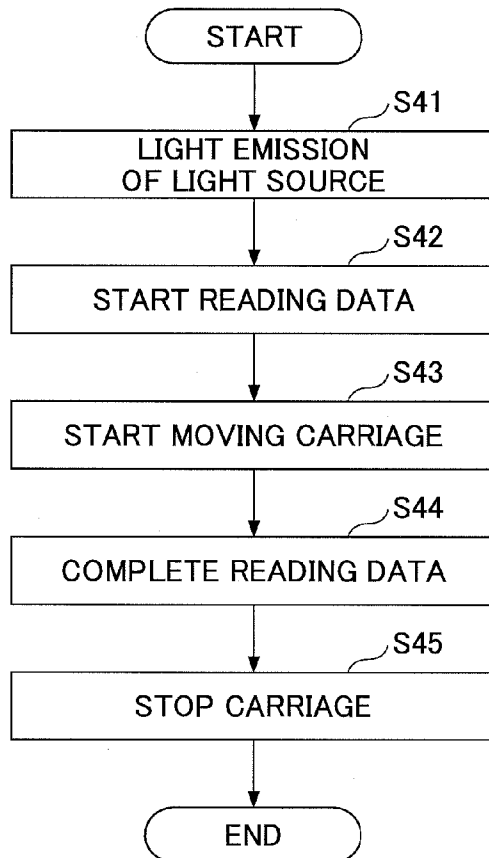 START
S41
LIGHT EMISSION
OF LIGHT SOURCE
S42
START READING DATA
S43
START MOVING CARRIAGE
S44
COMPLETE READING DATA
S45
STOP CARRIAGE
END